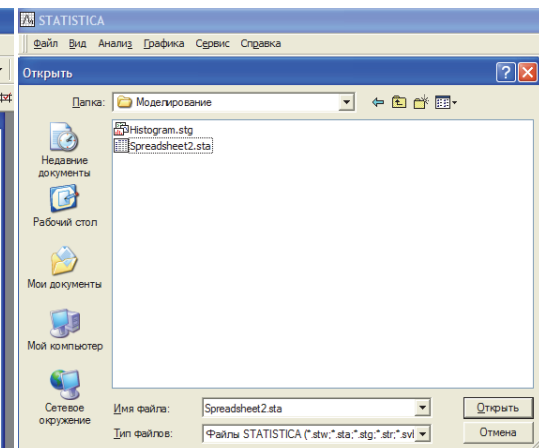 STATISTICA
Файл Вид Анализ Графика Сервис Справка
Открыть
Папка: Моделирование
Histogram.stg
Spreadsheet2.sta
Недавние
документы
Рабочий стол
Мои документы
Мой компьютер
Сетевое
окружение
Имя файла: Spreadsheet2.sta Открыть
Тип файлов: Файлы STATISTICA (*.stw;*.sta;*.stg;*.str;*.svl Отмена